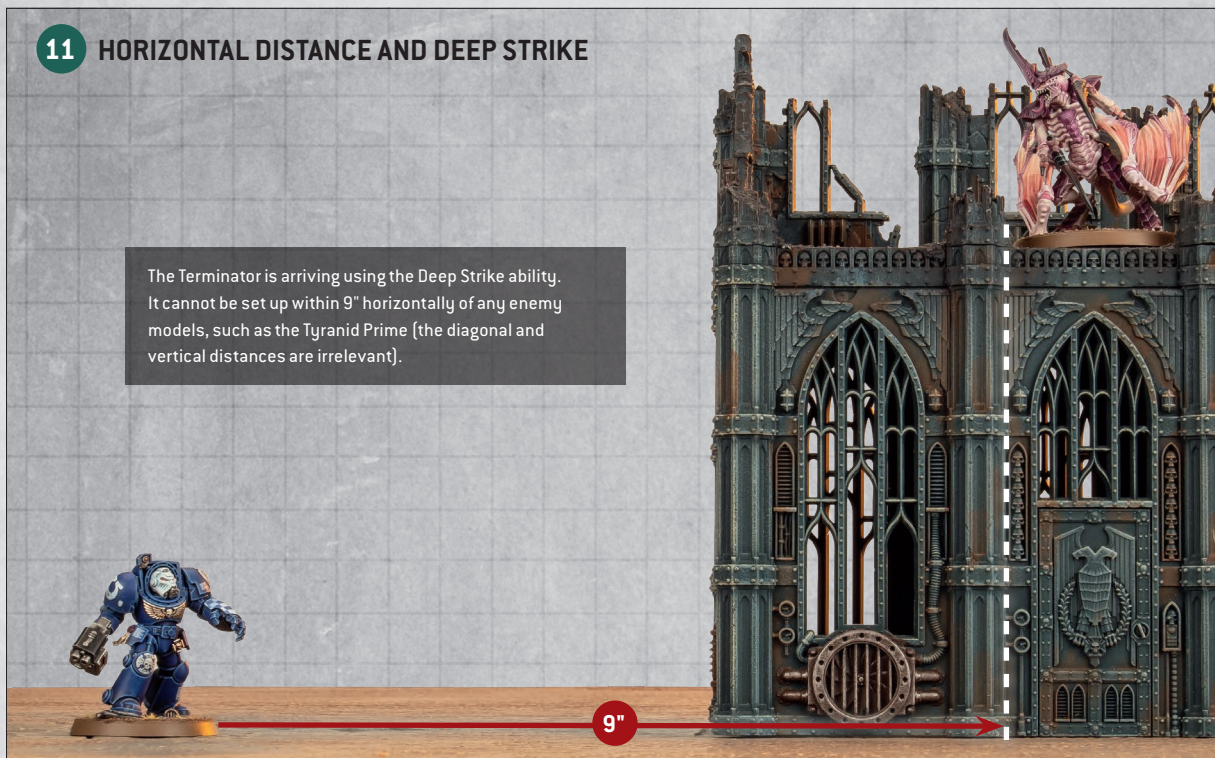 11 HORIZONTAL DISTANCE AND DEEP STRIKE
The Terminator is arriving using the Deep Strike ability.
It cannot be set up within 9" horizontally of any enemy
models, such as the Tyranid Prime (the diagonal and
vertical distances are irrelevant).
9"